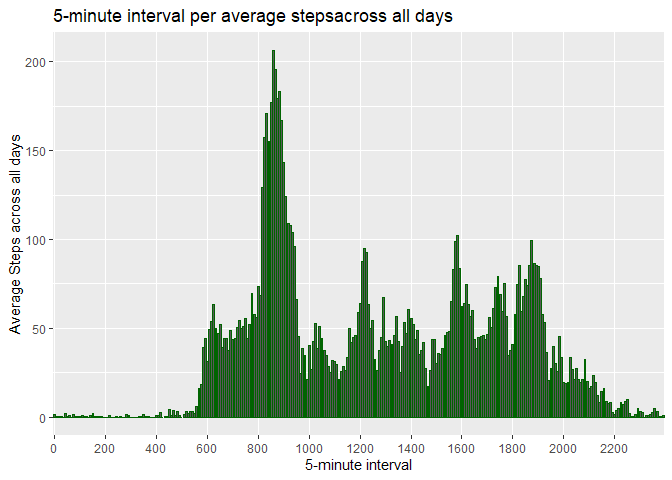 5-minute interval per average stepsacross all days
Average Steps across all days
200
150
100
50
0
0 200 400 600 800 1000 1200 1400 1600 1800 2000 2200
5-minute interval